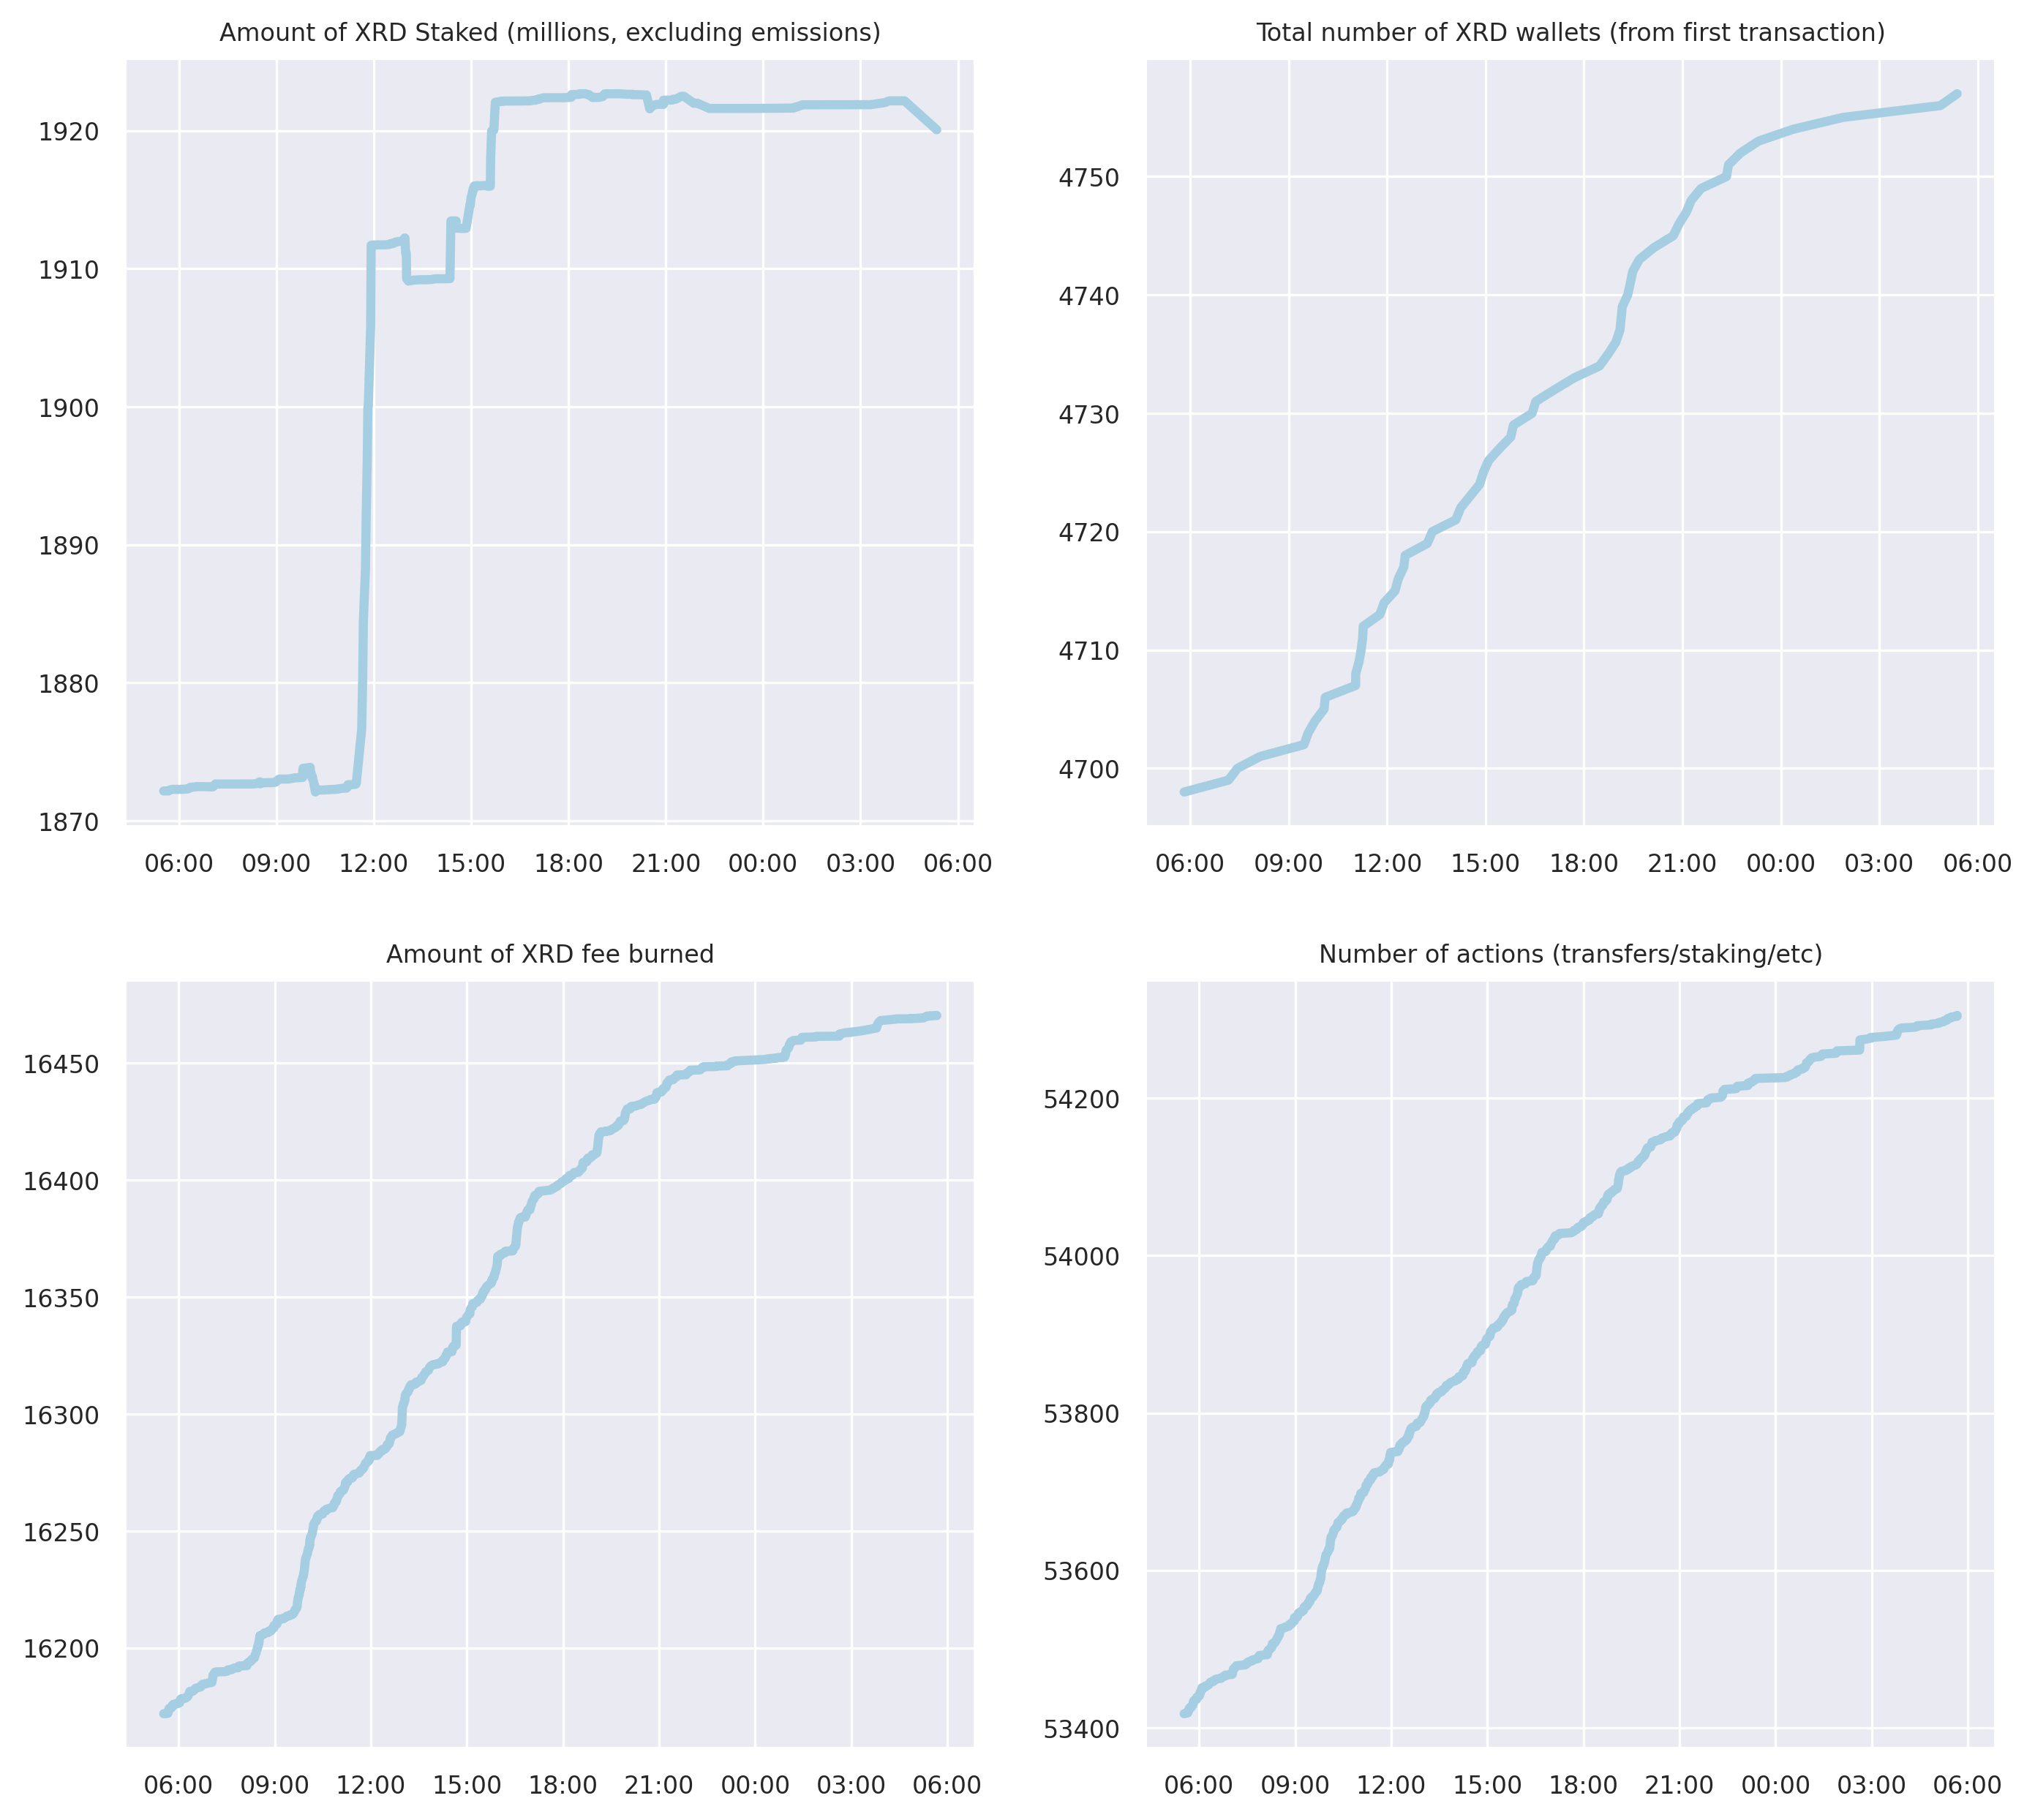 Amount of XRD Staked (millions, excluding emissions)
1920
1910
1900
1890
1880
1870
06:00 09:00 12:00 15:00 18:00 21:00 00:00 03:00 06:00
Total number of XRD wallets (from first transaction)
4750
4740
4730
4720
4710
4700
06:00 09:00 12:00 15:00 18:00 21:00 00:00 03:00 06:00
Amount of XRD fee burned
16450
16400
16350
16300
16250
16200
06:00 09:00 12:00 15:00 18:00 21:00 00:00 03:00 06:00
Number of actions (transfers/staking/etc)
54200
54000
53800
53600
53400
06:00 09:00 12:00 15:00 18:00 21:00 00:00 03:00 06:00